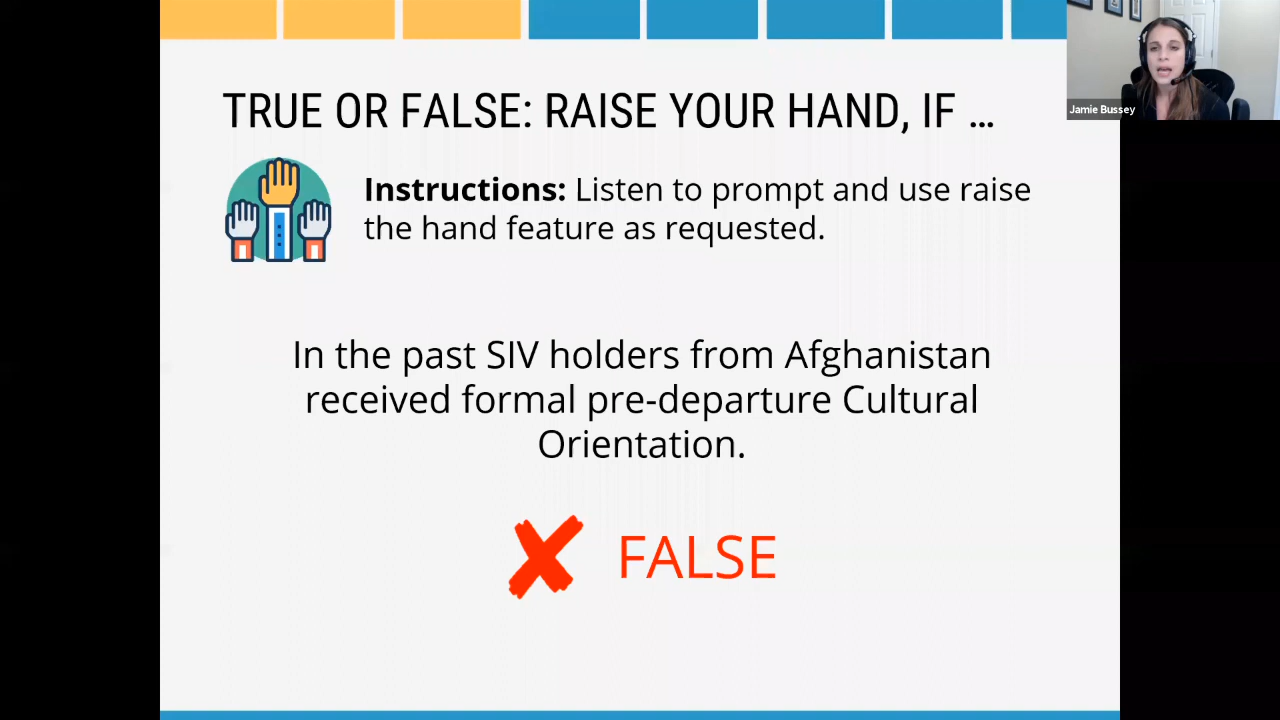 TRUE OR FALSE: RAISE YOUR HAND, IF …
Instructions: Listen to prompt and use raise
the hand feature as requested.
In the past SIV holders from Afghanistan
received formal pre-departure Cultural
Orientation.
FALSE
Jamie Bussey